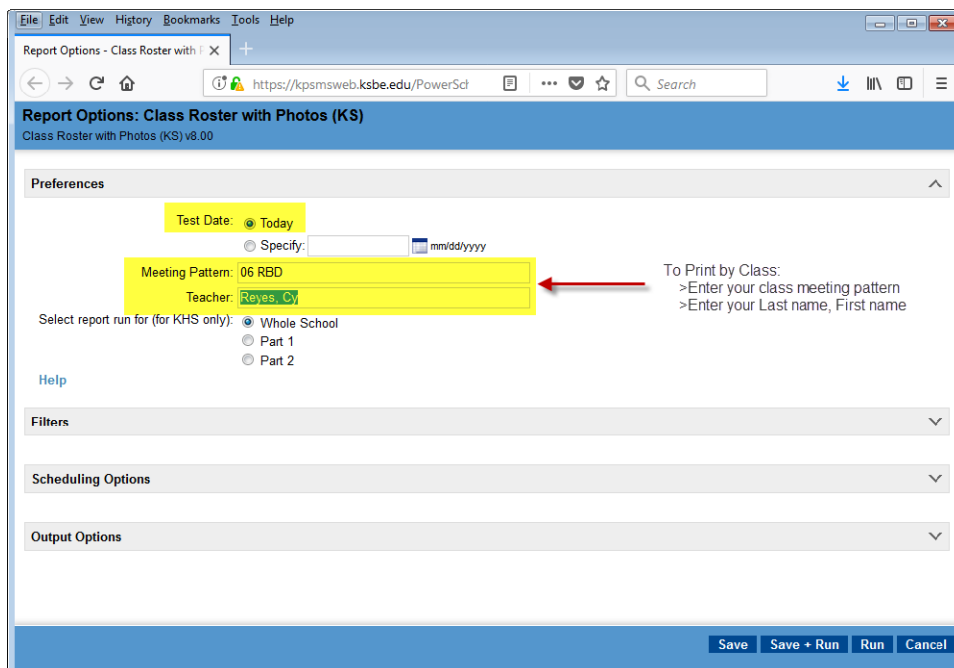 File Edit View History Bookmarks Tools Help
Report Options - Class Roster with P
https://kpsmsweb.ksbe.edu/PowerSch
Search
Report Options: Class Roster with Photos (KS)
Class Roster with Photos (KS) v8.00
Preferences
Test Date: Today
Specify: mm/dd/yyyy
Meeting Pattern: 06 RBD
Teacher: Reyes, Cy
To Print by Class:
>Enter your class meeting pattern
>Enter your Last name, First name
Select report run for (for KHS only): Whole School
Part 1
Part 2
Help
Filters
Scheduling Options
Output Options
Save Save + Run Run Cancel